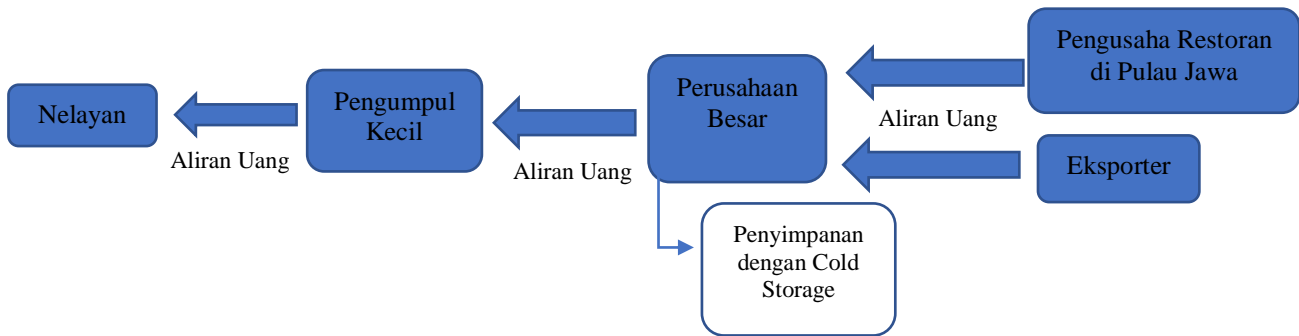 Nelayan
Aliran Uang
Pengumpul
Kecil
Aliran Uang
Perusahaan
Besar
Penyimpanan
dengan Cold
Storage
Aliran Uang
Pengusaha Restoran
di Pulau Jawa
Eksporter